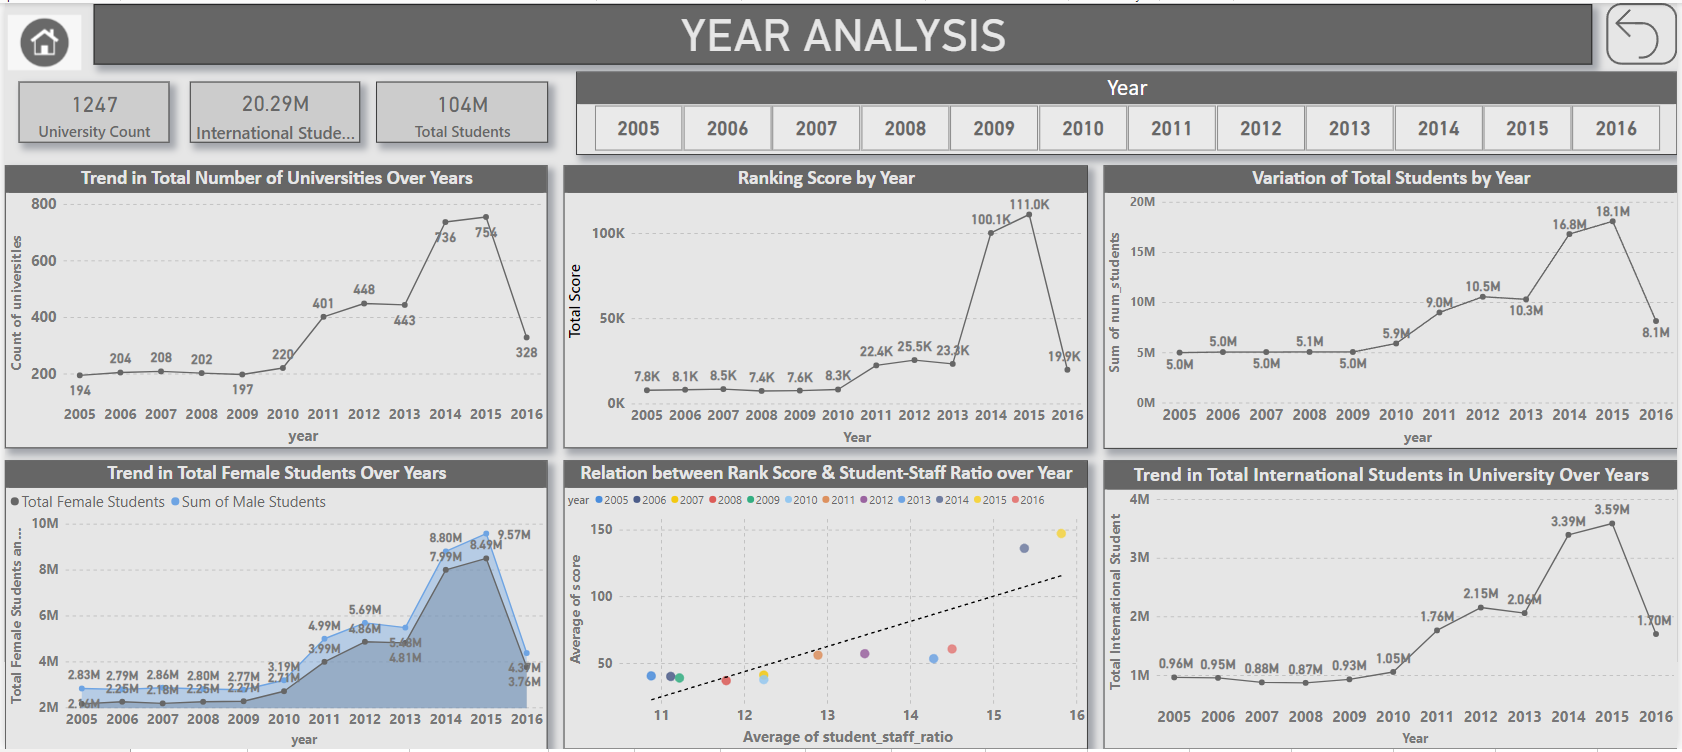 YEAR ANALYSIS
1247
University Count
20.29M
International Stude...
104M
Total Students
Year
2005 2006 2007 2008 2009 2010 2011 2012 2013 2014 2015 2016
Trend in Total Number of Universities Over Years
Count of universities
800
600
400
200
194 204 208 202 197 220 401 448 443 736 754 328
2005 2006 2007 2008 2009 2010 2011 2012 2013 2014 2015 2016
year
Ranking Score by Year
Total Score
100K
50K
0K
7.8K 8.1K 8.5K 7.4K 7.6K 8.3K 22.4K 25.5K 23.3K 100.1K 111.0K 19.9K
2005 2006 2007 2008 2009 2010 2011 2012 2013 2014 2015 2016
Year
Variation of Total Students by Year
Sum of num_students
20M
15M
10M
5M
0M
5.0M 5.0M 5.0M 5.1M 5.0M 5.9M 9.0M 10.5M 10.3M 16.8M 18.1M 8.1M
2005 2006 2007 2008 2009 2010 2011 2012 2013 2014 2015 2016
year
Trend in Total Female Students Over Years
Total Female Students Sum of Male Students
Total Female Students an...
10M
8M
6M
4M
2M
2.83M 2.79M 2.86M 2.80M 2.77M 3.19M 4.99M 5.69M 5.48M 8.80M 9.57M 4.37M
2.25M 2.18M 2.25M 2.27M 2.71M 3.99M 4.86M 4.81M 7.99M 8.49M 3.76M
2005 2006 2007 2008 2009 2010 2011 2012 2013 2014 2015 2016
year
Relation between Rank Score & Student-Staff Ratio over Year
year 2005 2006 2007 2008 2009 2010 2011 2012 2013 2014 2015 2016
Average of score
150
100
50
11 12 13 14 15 16
Average of student_staff_ratio
Trend in Total International Students in University Over Years
Total International Student
4M
3M
2M
1M
0.96M 0.95M 0.88M 0.87M 0.93M 1.05M 1.76M 2.15M 2.06M 3.39M 3.59M 1.70M
2005 2006 2007 2008 2009 2010 2011 2012 2013 2014 2015 2016
Year